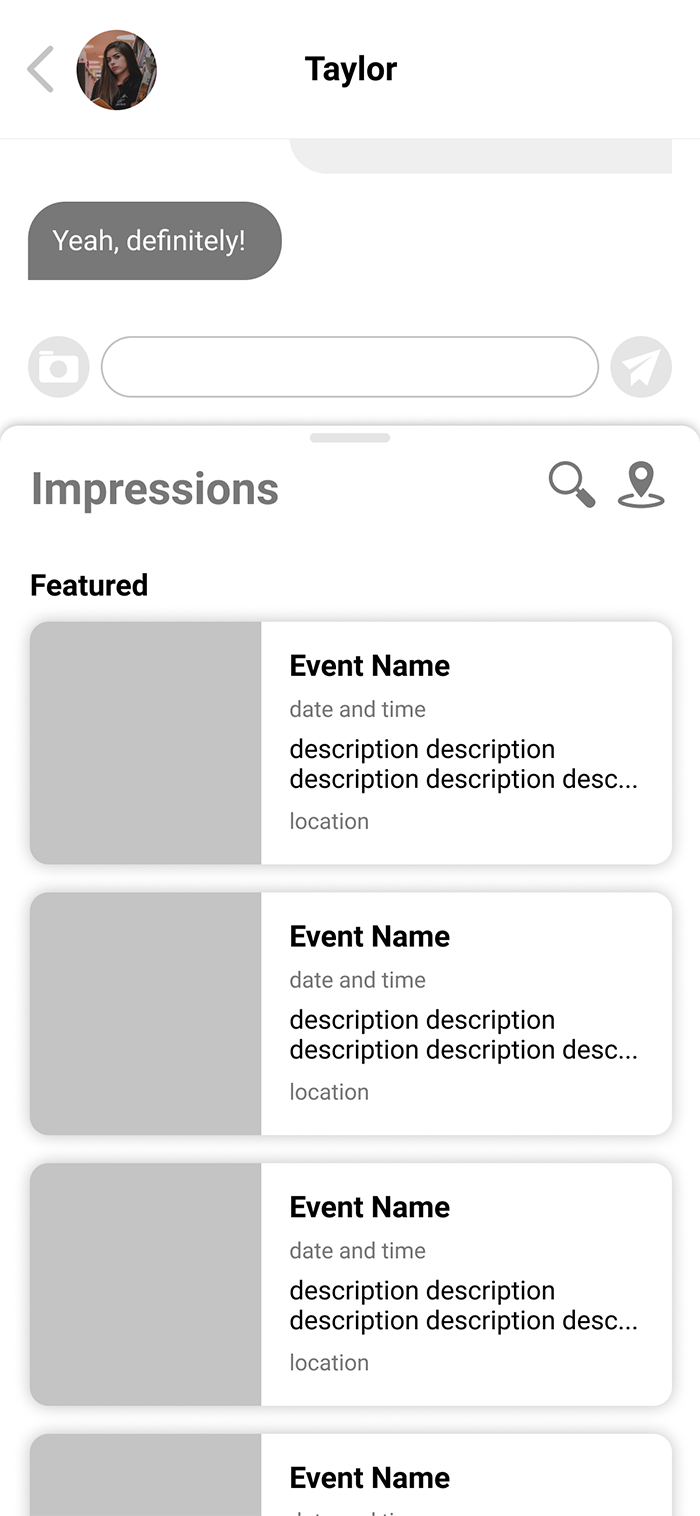 Taylor
Yeah, definitely!
Impressions
Featured
Event Name
date and time
description description
description description desc...
location
Event Name
date and time
description description
description description desc...
location
Event Name
date and time
description description
description description desc...
location
Event Name